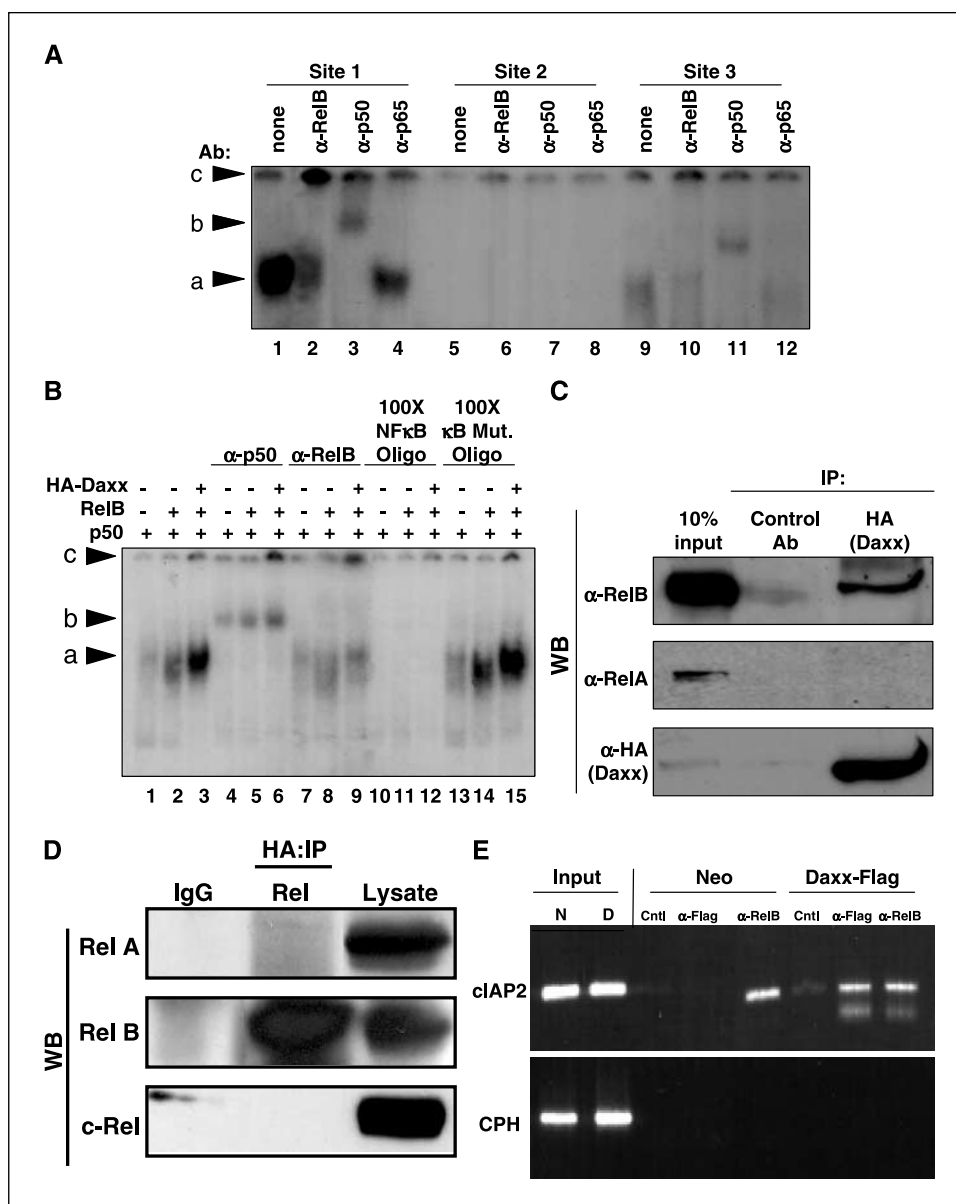 A
Site 1 Site 2 Site 3
Ab: none α-RelB α-p50 α-p65 none α-RelB α-p50 α-p65 none α-RelB α-p50 α-p65
c
b
a
1 2 3 4 5 6 7 8 9 10 11 12
B
100X 100X
NFκB κB Mut.
α-p50 α-RelB Oligo Oligo
HA-Daxx - - + - - + - - + - - + - - +
RelB - + + - + + - + + - + + - + +
p50 + + + + + + + + + + + + + + +
c
b
a
1 2 3 4 5 6 7 8 9 10 11 12 13 14 15
C
IP:
10% Control HA
input Ab (Daxx)
WB
α-RelB
α-RelA
α-HA
(Daxx)
D
HA:IP
IgG Rel Lysate
WB
Rel A
Rel B
c-Rel
E
Input Neo Daxx-Flag
N D Cntl α-Flag α-RelB Cntl α-Flag α-RelB
cIAP2
CPH